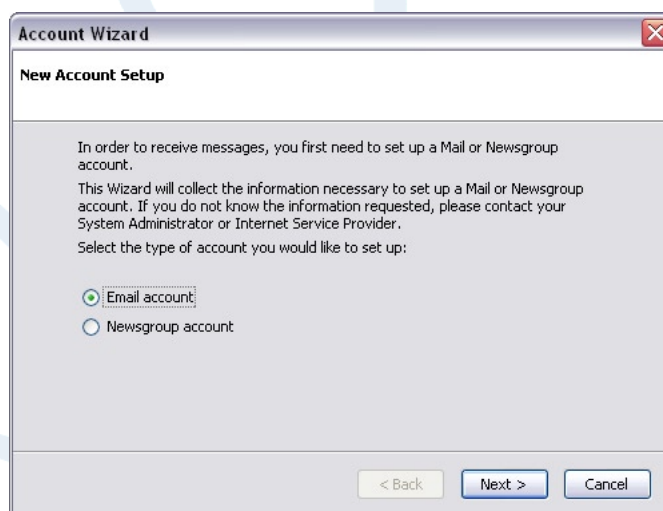 Account Wizard
New Account Setup
In order to receive messages, you first need to set up a Mail or Newsgroup
account.
This Wizard will collect the information necessary to set up a Mail or Newsgroup
account. If you do not know the information requested, please contact your
System Administrator or Internet Service Provider.
Select the type of account you would like to set up:
Email account
Newsgroup account
< Back Next > Cancel